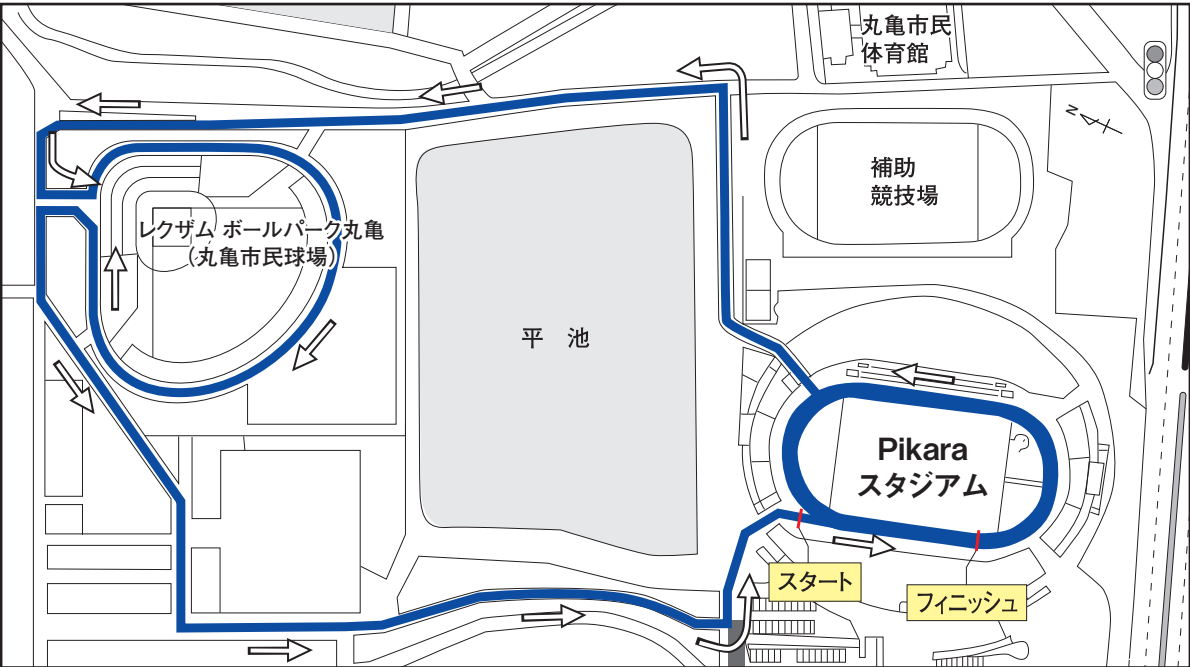 丸亀市民
体育館
N
補助
競技場
レクザム ボールパーク丸亀
（丸亀市民球場）
平 池
Pikara
スタジアム
スタート
フィニッシュ